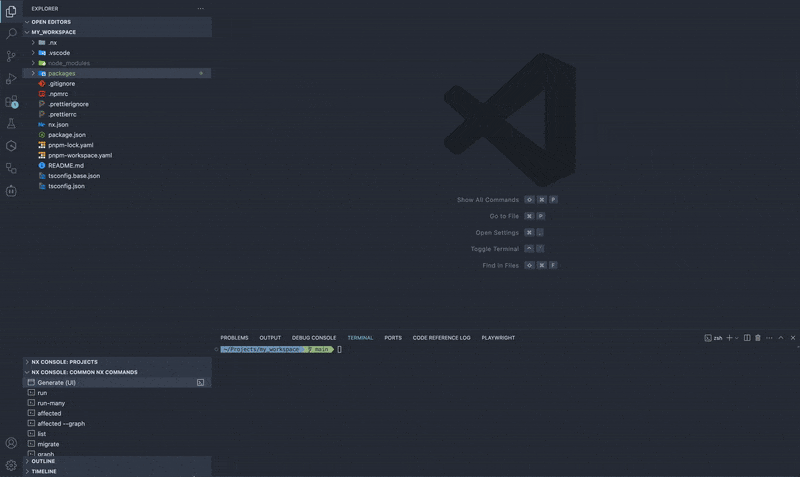 EXPLORER
OPEN EDITORS
MY_WORKSPACE
.nx
.vscode
node_modules
packages
.gitignore
.npmrc
.prettierignore
.prettierrc
nx.json
package.json
pnpm-lock.yaml
pnpm-workspace.yaml
README.md
tsconfig.base.json
tsconfig.json
Show All Commands ⇧ ⌘ P
Go to File ⌘ P
Open Settings ⌘ ,
Toggle Terminal ⌃ `
Find in Files ⇧ ⌘ F
PROBLEMS OUTPUT DEBUG CONSOLE TERMINAL PORTS CODE REFERENCE LOG PLAYWRIGHT zsh
~/Projects/my_workspace main
NX CONSOLE: PROJECTS
NX CONSOLE: COMMON NX COMMANDS
Generate (UI)
run
run-many
affected
affected --graph
list
migrate
graph
OUTLINE
TIMELINE
1